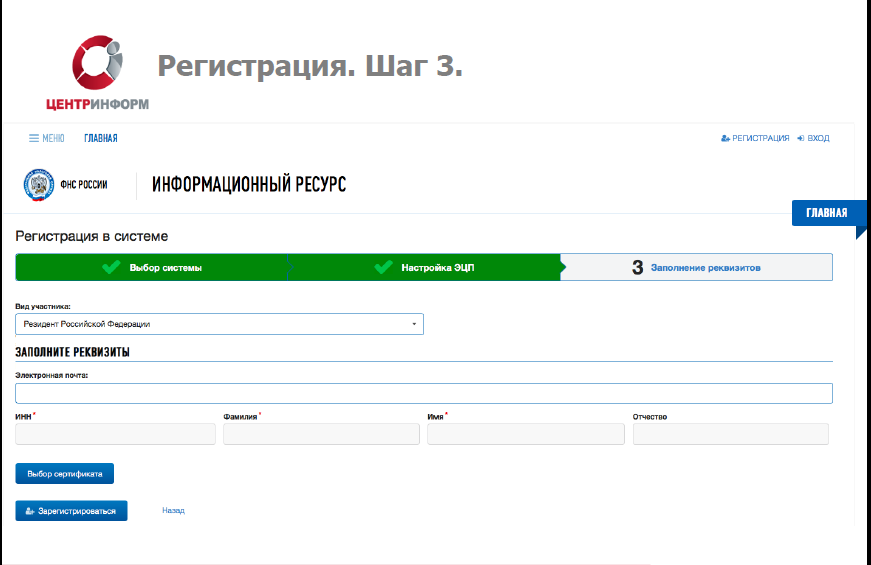 Регистрация. Шаг 3.
ЦЕНТРИНФОРМ
МЕНЮ ГЛАВНАЯ РЕГИСТРАЦИЯ ВХОД
ФНС РОССИИ ИНФОРМАЦИОННЫЙ РЕСУРС
ГЛАВНАЯ
Регистрация в системе
Выбор системы Настройка ЭЦП 3 Заполнение реквизитов
Вид участника:
Резидент Российской Федерации
ЗАПОЛНИТЕ РЕКВИЗИТЫ
Электронная почта:
ИНН* Фамилия* Имя* Отчество
Выбор сертификата
Зарегистрироваться Назад